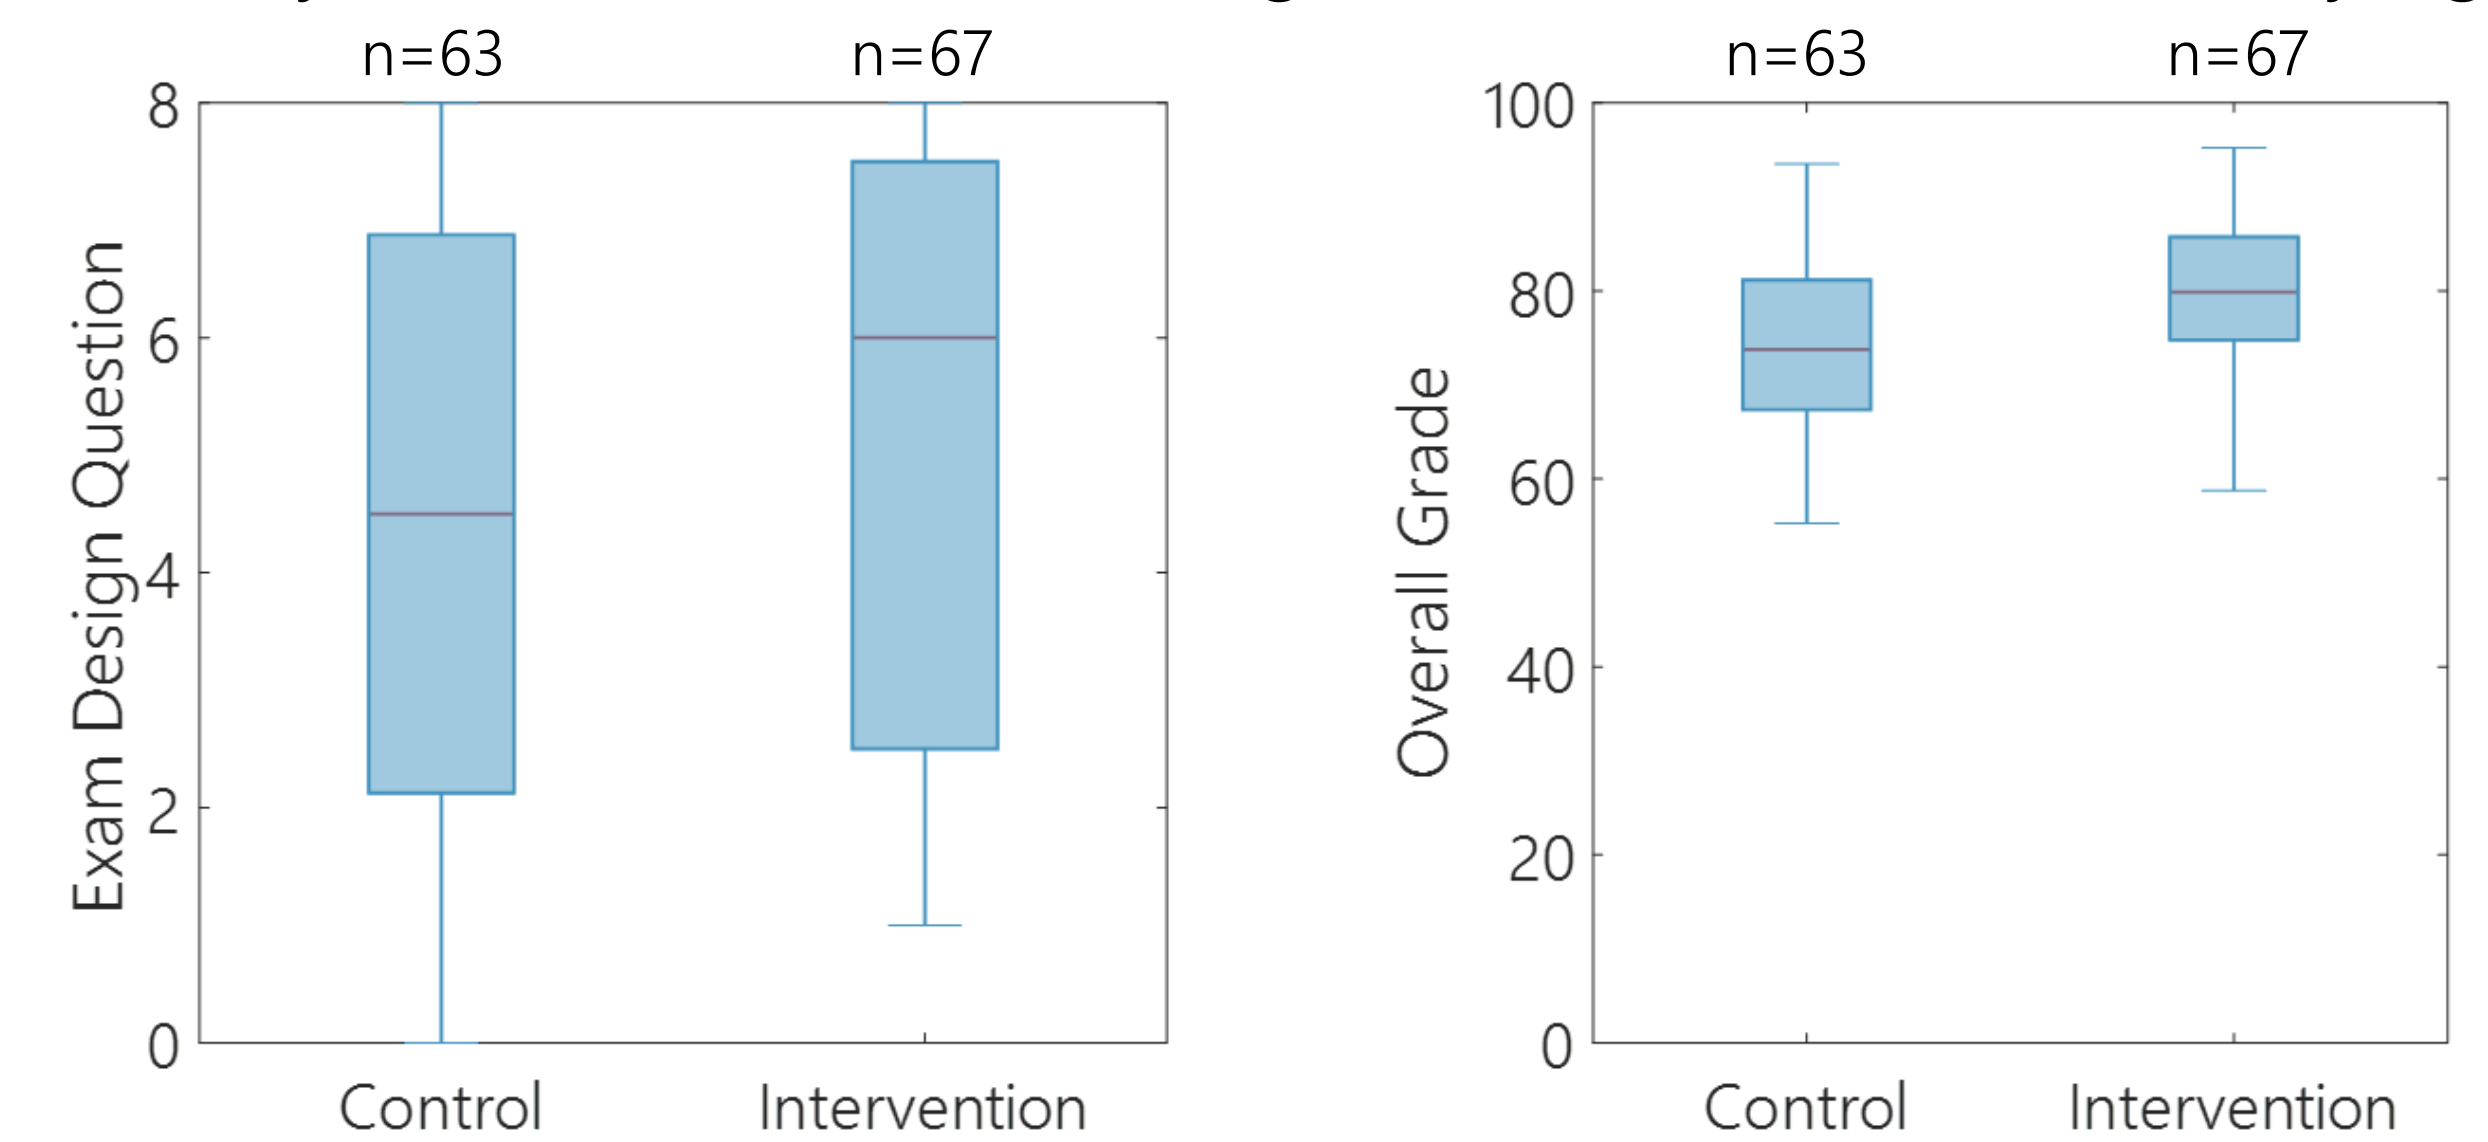 n=63
n=67
8
6
4
2
0
Exam Design Question
Control
Intervention
n=63
n=67
100
80
60
40
20
0
Overall Grade
Control
Intervention